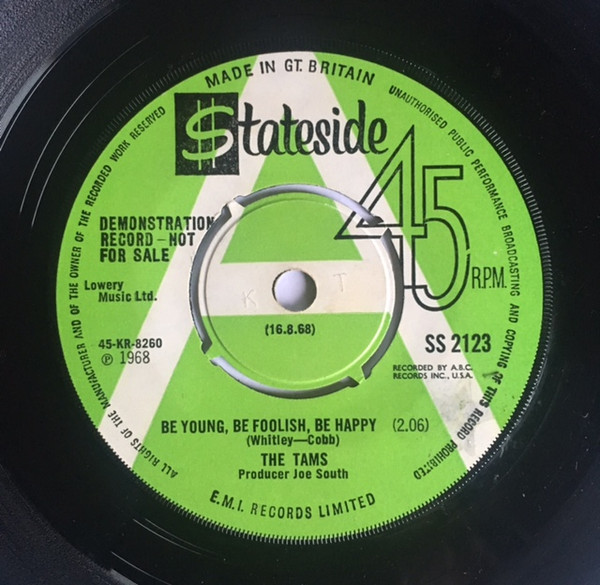 MADE IN GT. BRITAIN
$tateside
45
R.P.M.
DEMONSTRATION
RECORD - NOT
FOR SALE
Lowery
Music Ltd.
45-KR-8260
℗ 1968
K T
(16.8.68)
SS 2123
RECORDED BY A.B.C.
RECORDS INC., U.S.A.
BE YOUNG, BE FOOLISH, BE HAPPY (2.06)
(Whitley—Cobb)
THE TAMS
Producer Joe South
E.M.I. RECORDS LIMITED
ALL RIGHTS OF THE MANUFACTURER AND OF THE OWNER OF THE RECORDED WORK RESERVED
UNAUTHORISED PUBLIC PERFORMANCE BROADCASTING AND COPYING OF THIS RECORD PROHIBITED
A